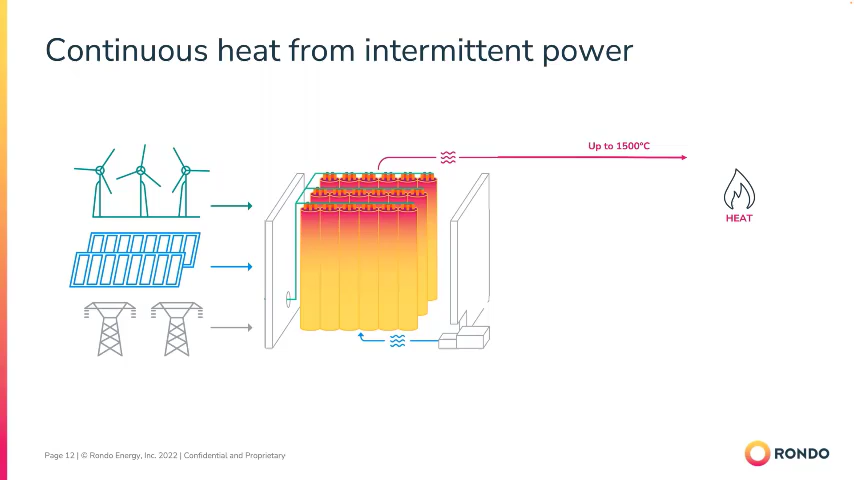 Continuous heat from intermittent power
Up to 1500°C
HEAT
Page 12 | © Rondo Energy, Inc. 2022 | Confidential and Proprietary
RONDO